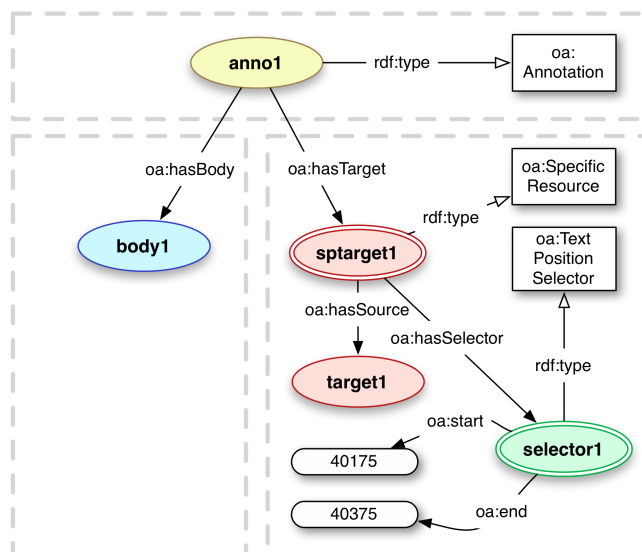 anno1
rdf:type
oa:
Annotation
oa:hasBody
oa:hasTarget
oa:Specific
Resource
rdf:type
body1
sptarget1
oa:Text
Position
Selector
oa:hasSource
oa:hasSelector
rdf:type
target1
oa:start
selector1
40175
40375
oa:end